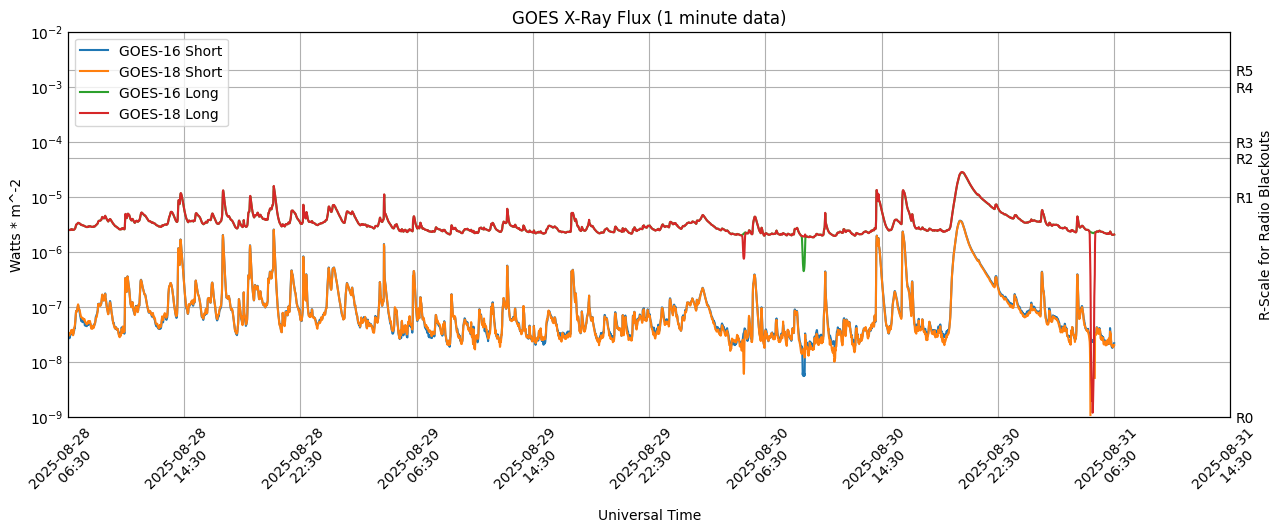 GOES X-Ray Flux (1 minute data)
GOES-16 Short
GOES-18 Short
GOES-16 Long
GOES-18 Long
10^-2
10^-3
10^-4
10^-5
10^-6
10^-7
10^-8
10^-9
Watts * m^-2
R5
R4
R3
R2
R1
R0
R-Scale for Radio Blackouts
2025-08-28
06:30
2025-08-28
14:30
2025-08-28
22:30
2025-08-29
06:30
2025-08-29
14:30
2025-08-29
22:30
2025-08-30
06:30
2025-08-30
14:30
2025-08-30
22:30
2025-08-31
06:30
2025-08-31
14:30
Universal Time